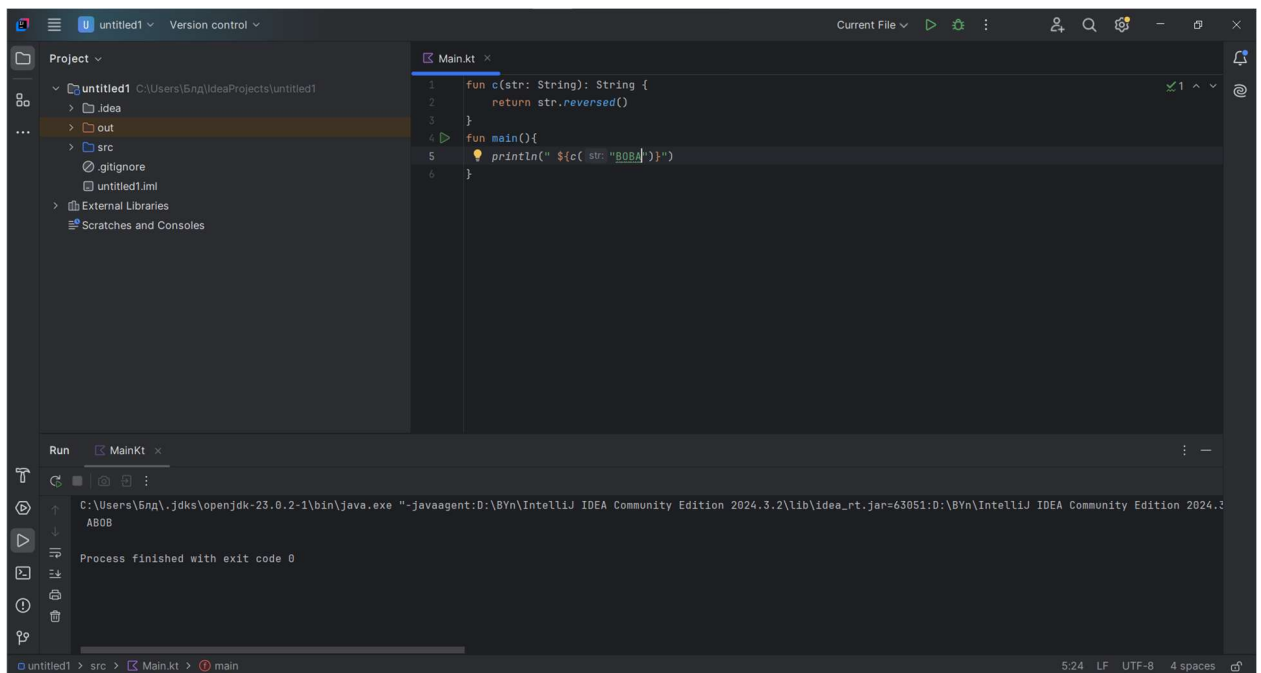 U untitled1 Version control Current File
Project
Main.kt
untitled1 C:\Users\Блд\IdeaProjects\untitled1
.idea
out
src
.gitignore
untitled1.iml
External Libraries
Scratches and Consoles
1 fun c(str: String): String {
2 return str.reversed()
3 }
4 fun main(){
5 println(" ${c( str: "BOBA")}")
6 }
1
Run MainKt
C:\Users\Блд\.jdks\openjdk-23.0.2-1\bin\java.exe "-javaagent:D:\BYn\IntelliJ IDEA Community Edition 2024.3.2\lib\idea_rt.jar=63051:D:\BYn\IntelliJ IDEA Community Edition 2024.3
ABOB
Process finished with exit code 0
untitled1 > src > Main.kt > main 5:24 LF UTF-8 4 spaces